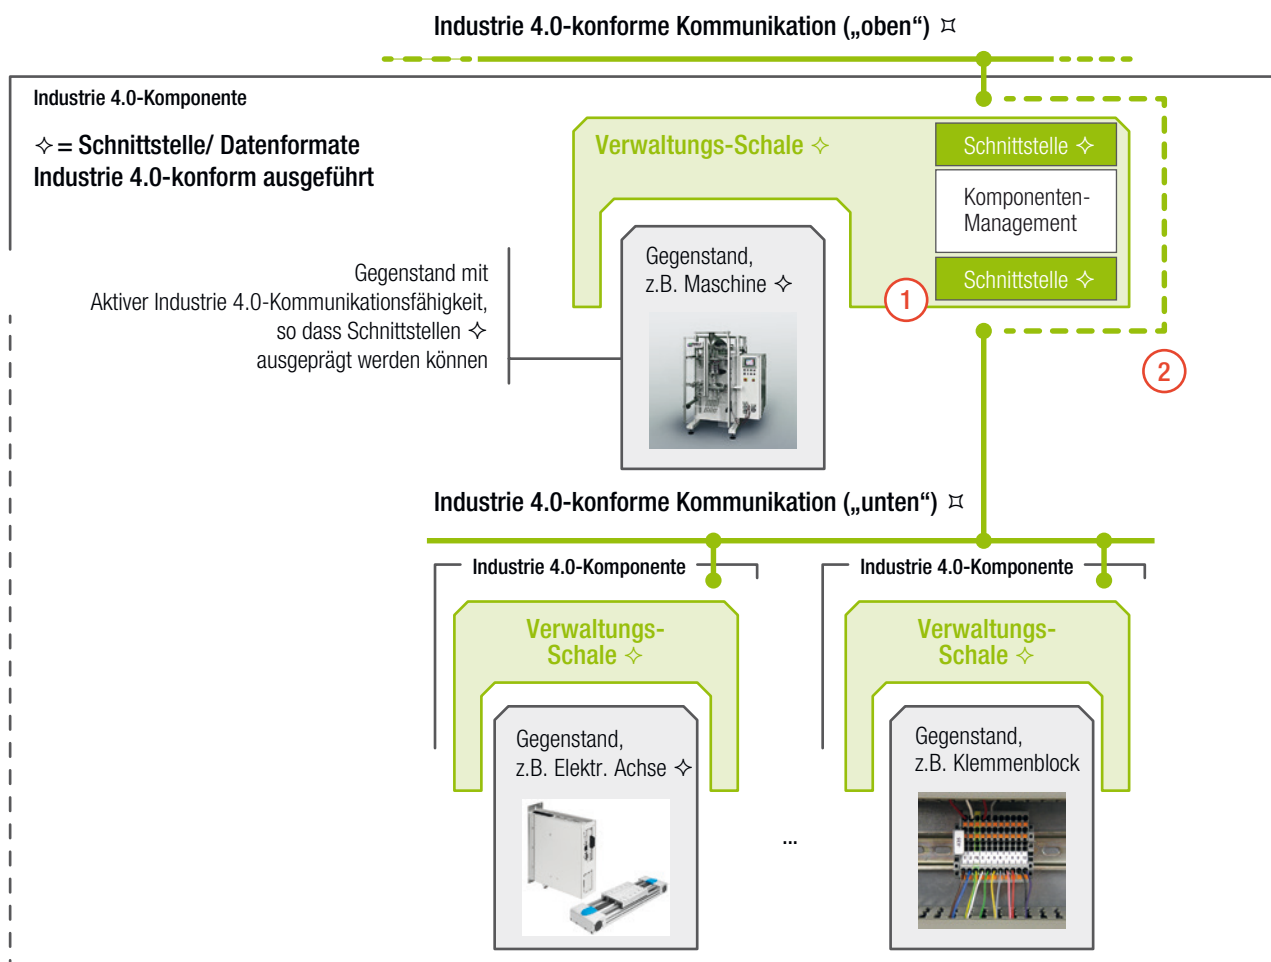 Industrie 4.0-konforme Kommunikation („oben“) ¤
Industrie 4.0-Komponente
✧ = Schnittstelle/ Datenformate
Industrie 4.0-konform ausgeführt
Verwaltungs-Schale ✧
Schnittstelle ✧
Komponenten-
Management
Schnittstelle ✧
Gegenstand,
z.B. Maschine ✧
Gegenstand mit
Aktiver Industrie 4.0-Kommunikationsfähigkeit,
so dass Schnittstellen ✧
ausgeprägt werden können
1
2
Industrie 4.0-konforme Kommunikation („unten“) ¤
Industrie 4.0-Komponente
Verwaltungs-
Schale ✧
Gegenstand,
z.B. Elektr. Achse ✧
...
Industrie 4.0-Komponente
Verwaltungs-
Schale ✧
Gegenstand,
z.B. Klemmenblock